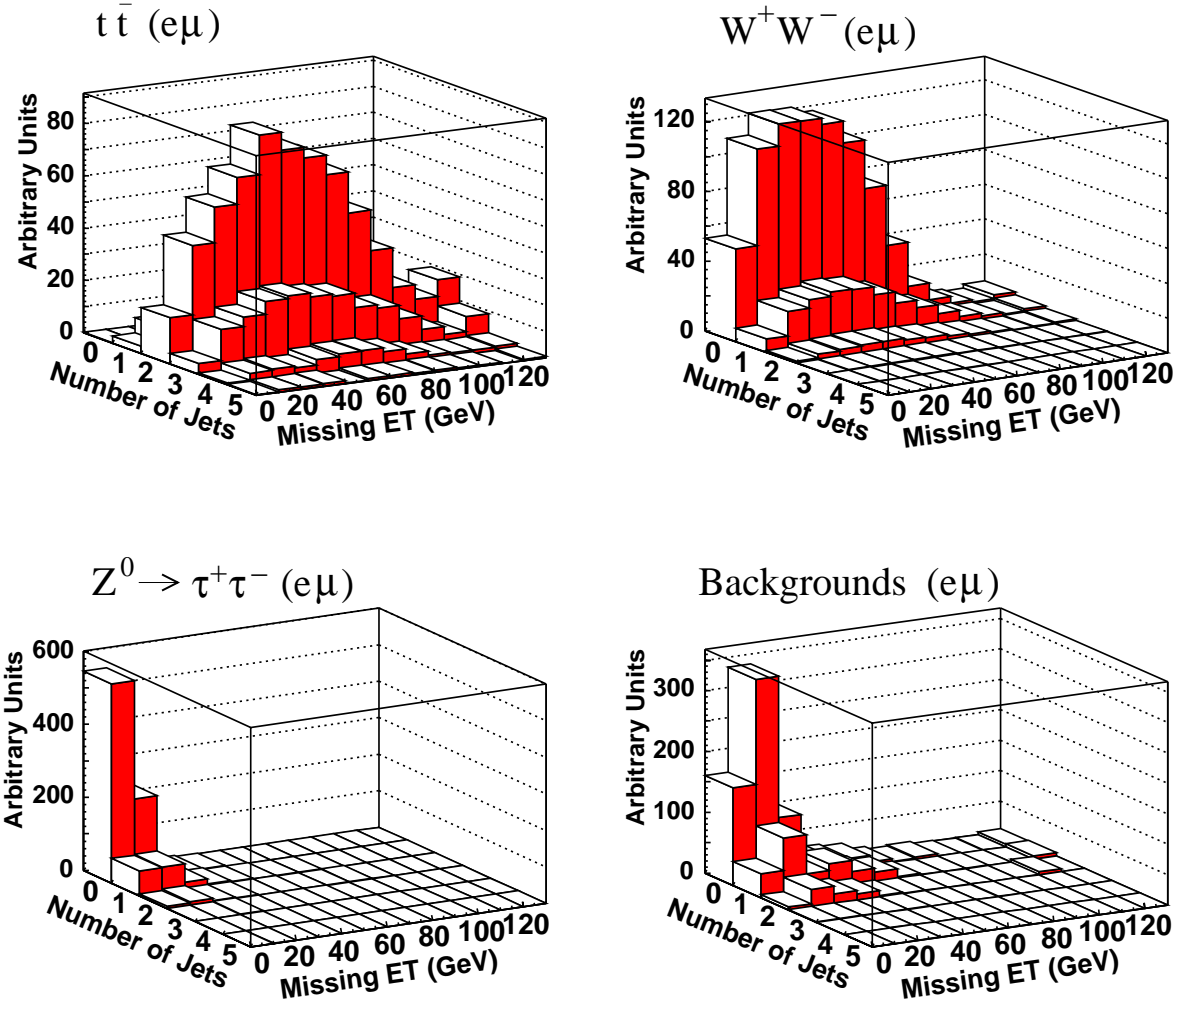 t t̄ (eμ)
Arbitrary Units
80
60
40
20
0
0 1 2 3 4 5
Number of Jets
0 20 40 60 80 100 120
Missing ET (GeV)
W⁺W⁻ (eμ)
Arbitrary Units
120
80
40
0
0 1 2 3 4 5
Number of Jets
0 20 40 60 80 100 120
Missing ET (GeV)
Z⁰→ τ⁺τ⁻ (eμ)
Arbitrary Units
600
400
200
0
0 1 2 3 4 5
Number of Jets
0 20 40 60 80 100 120
Missing ET (GeV)
Backgrounds (eμ)
Arbitrary Units
300
200
100
0
0 1 2 3 4 5
Number of Jets
0 20 40 60 80 100 120
Missing ET (GeV)